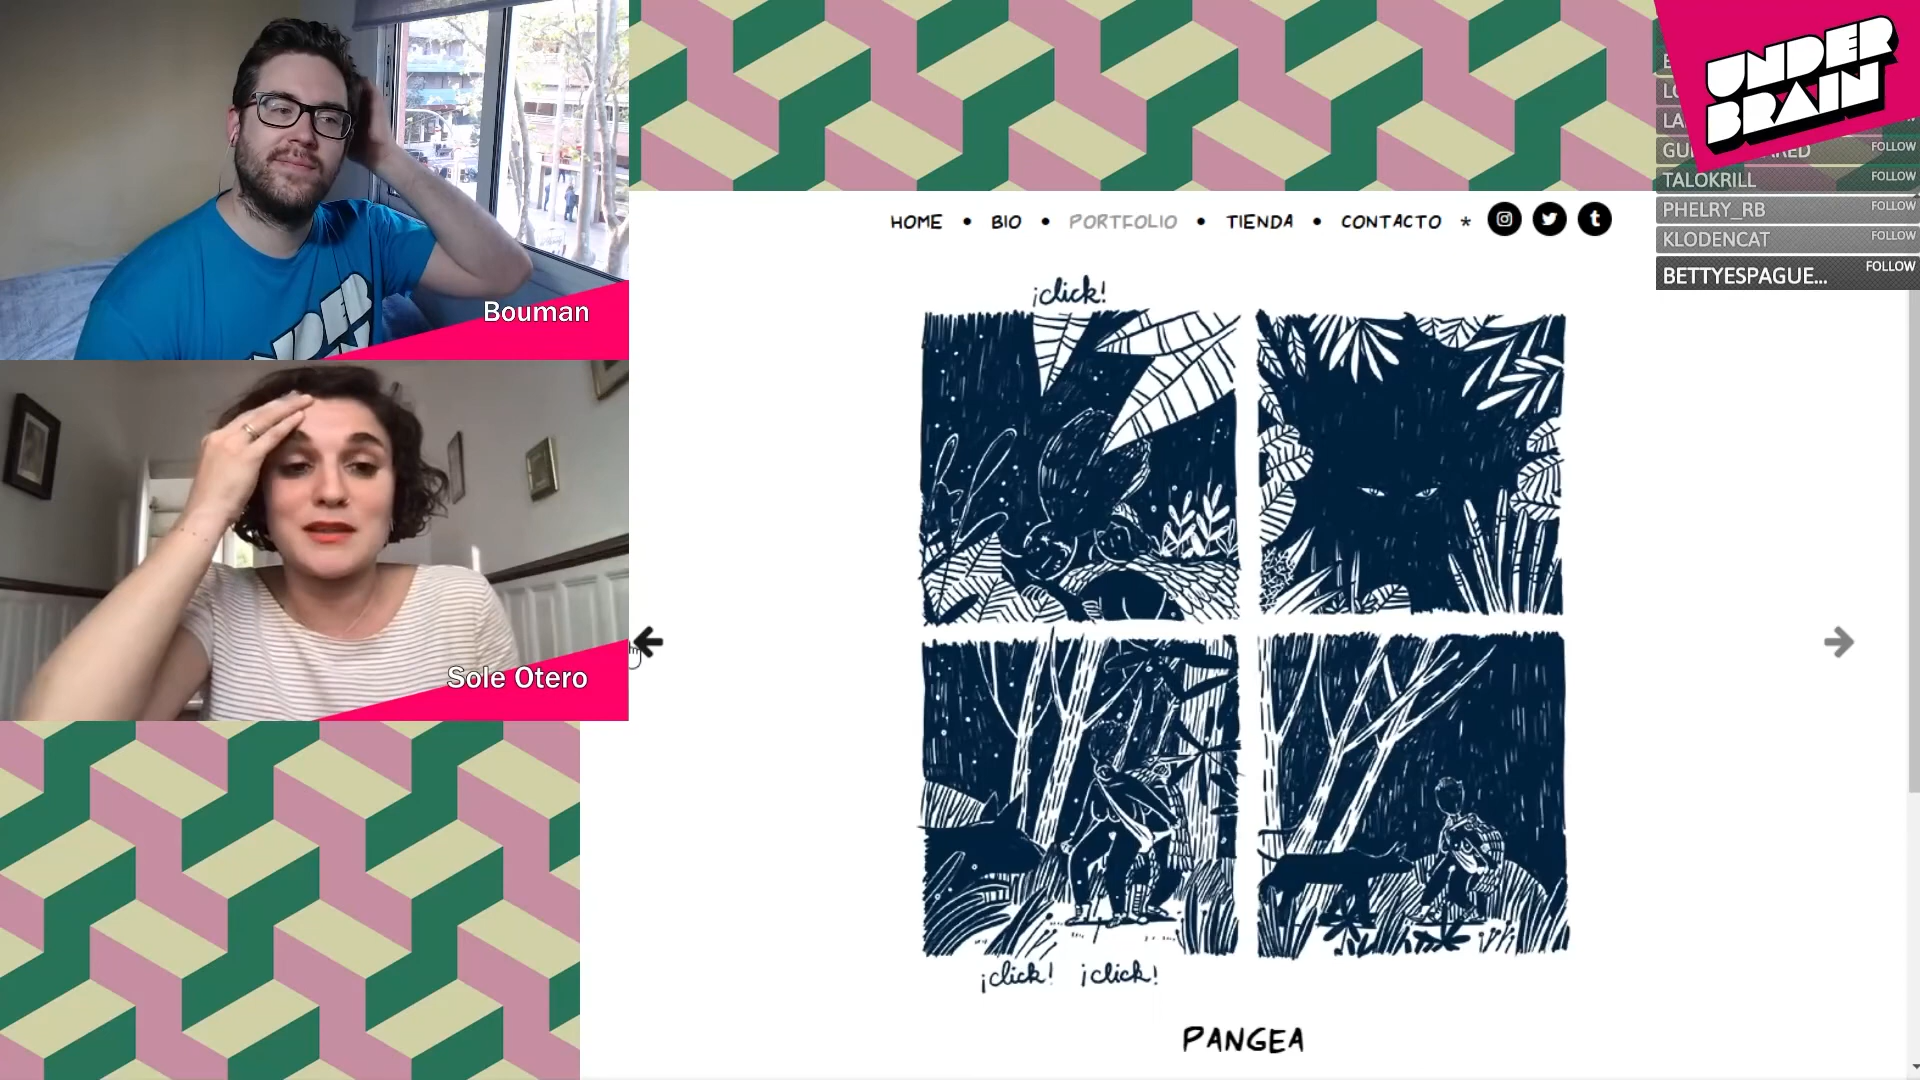 UNDER
BRAIN
GU
RED
FOLLOW
TALOKRILL
FOLLOW
PHELRY_RB
FOLLOW
KLODENCAT
FOLLOW
BETTYESPAGUE...
FOLLOW
HOME • BIO • PORTFOLIO • TIENDA • CONTACTO *
¡click!
Bouman
Sole Otero
¡click! ¡click!
PANGEA